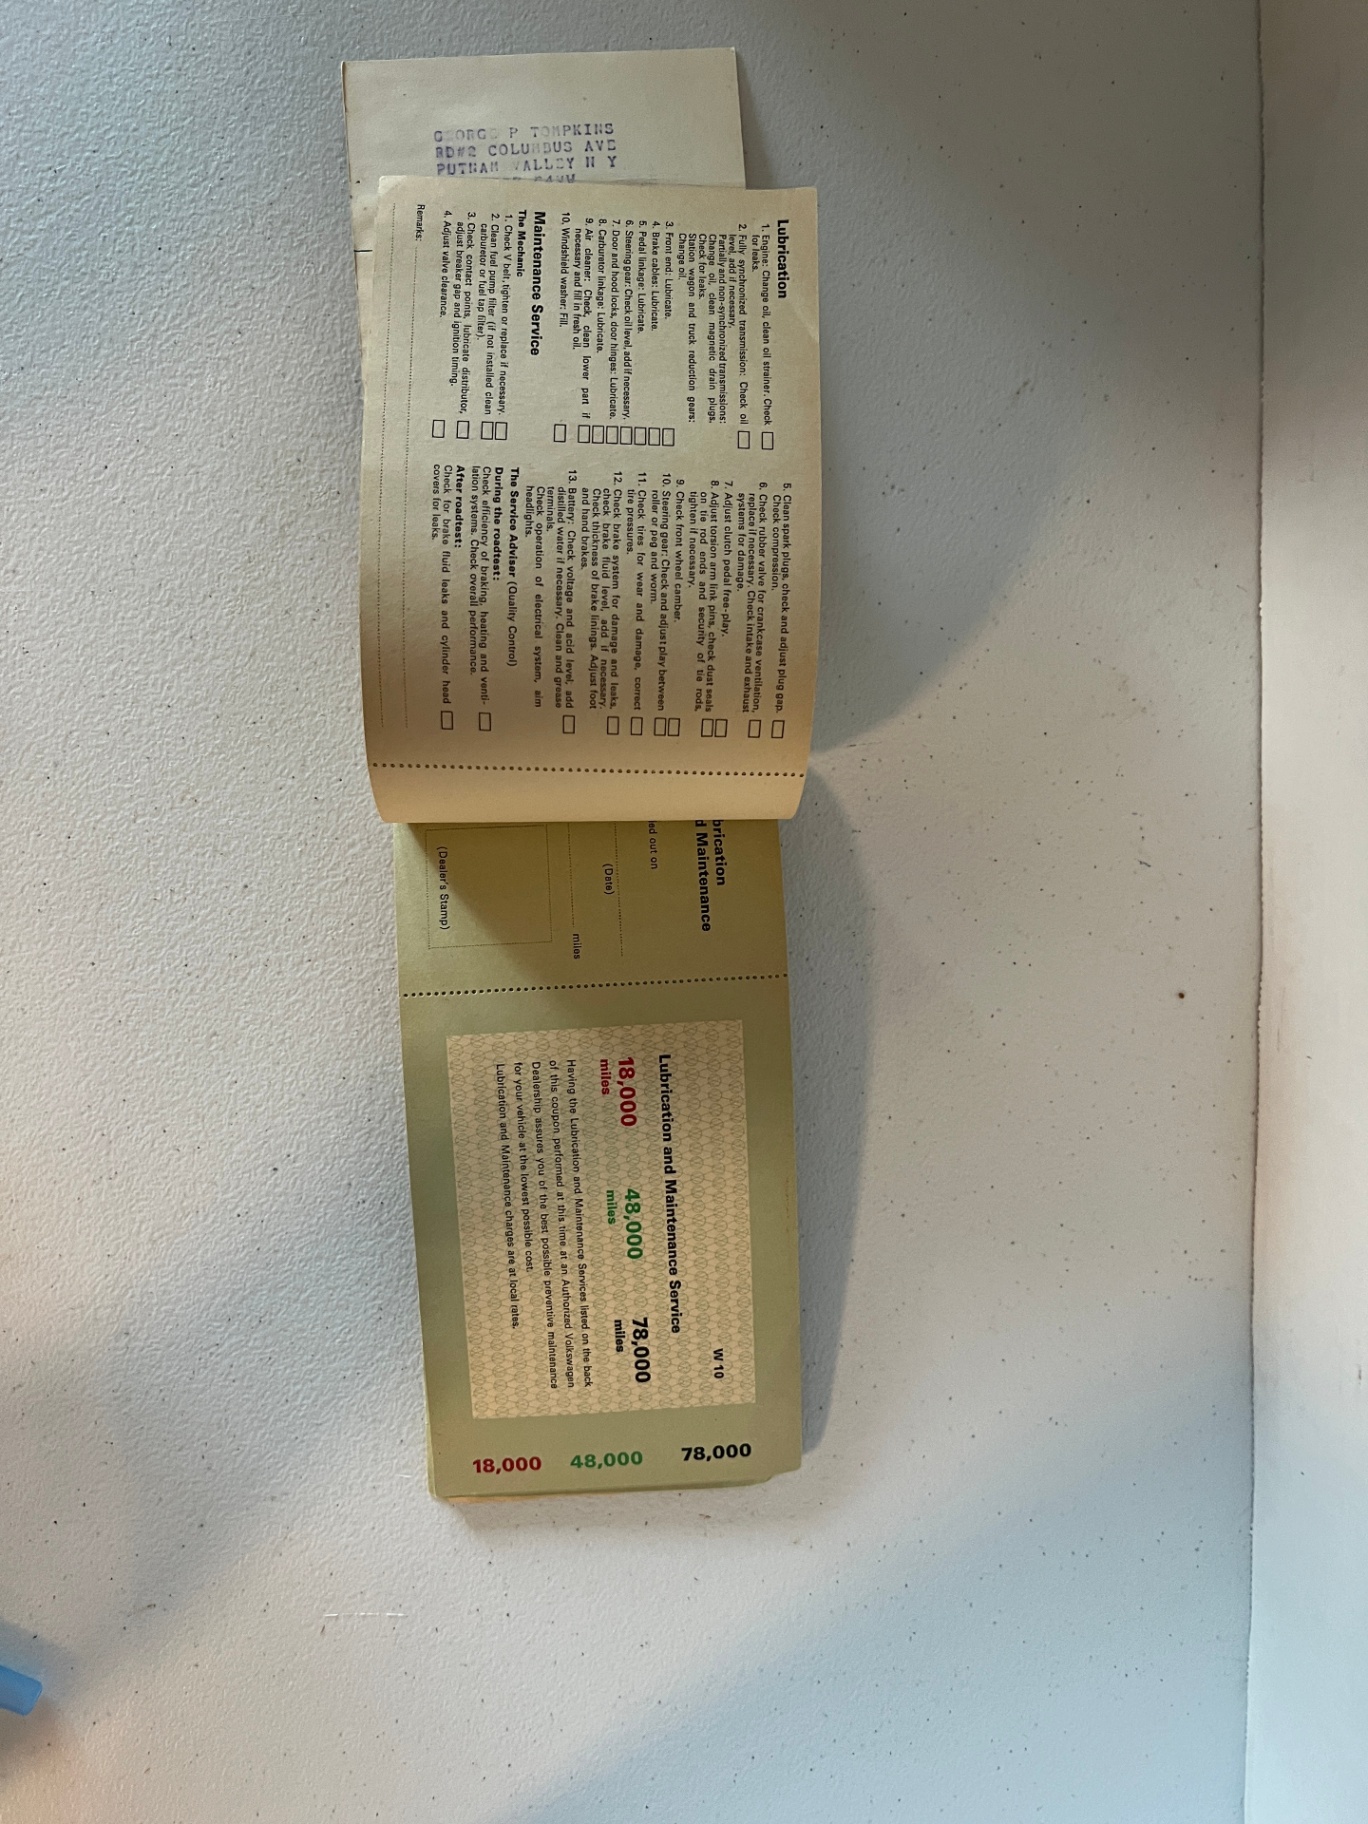 GEORGE P TOMPKINS
RD#2 COLUMBUS AVE
PUTNAM VALLEY N Y
Lubrication
1. Engine: Change oil, clean oil strainer. Check
for leaks.
2. Fully synchronized transmission: Check oil
level, add if necessary.
Partially and non-synchronized transmissions:
Change oil, clean magnetic drain plugs.
Check for leaks.
Station wagon and truck reduction gears:
Change oil.
3. Front end: Lubricate.
4. Brake cables: Lubricate.
5. Pedal linkage: Lubricate.
6. Steering gear: Check oil level, add if necessary.
7. Door and hood locks, door hinges: Lubricate.
8. Carburator linkage: Lubricate.
9. Air cleaner: Check, clean lower part if
necessary and fill in fresh oil.
10. Windshield washer: Fill.
Maintenance Service
The Mechanic
1. Check V belt, tighten or replace if necessary.
2. Clean fuel pump filter (if not installed clean
carburetor or fuel tap filter).
3. Check contact points, lubricate distributor,
adjust breaker gap and ignition timing.
4. Adjust valve clearance.
Remarks:
5. Clean spark plugs, check and adjust plug gap.
Check compression.
6. Check rubber valve for crankcase ventilation,
replace if necessary. Check intake and exhaust
systems for damage.
7. Adjust clutch pedal free-play.
8. Adjust torsion arm link pins, check dust seals
on tie rod ends and security of tie rods,
tighten if necessary.
9. Check front wheel camber.
10. Steering gear: Check and adjust play between
roller or peg and worm.
11. Check tires for wear and damage, correct
tire pressures.
12. Check brake system for damage and leaks,
check brake fluid level, add if necessary.
Check thickness of brake linings. Adjust foot
and hand brakes.
13. Battery: Check voltage and acid level, add
distilled water if necessary. Clean and grease
terminals.
Check operation of electrical system, aim
headlights.
The Service Adviser (Quality Control)
During the roadtest:
Check efficiency of braking, heating and venti-
lation systems. Check overall performance.
After roadtest:
Check for brake fluid leaks and cylinder head
covers for leaks.
brication
d Maintenance
ied out on
(Date)
miles
(Dealer's Stamp)
W 10
Lubrication and Maintenance Service
18,000 48,000 78,000
miles miles miles
Having the Lubrication and Maintenance Services listed on the back
of this coupon performed at this time at an Authorized Volkswagen
Dealership assures you of the best possible preventive maintenance
for your vehicle at the lowest possible cost.
Lubrication and Maintenance charges are at local rates.
78,000
48,000
18,000